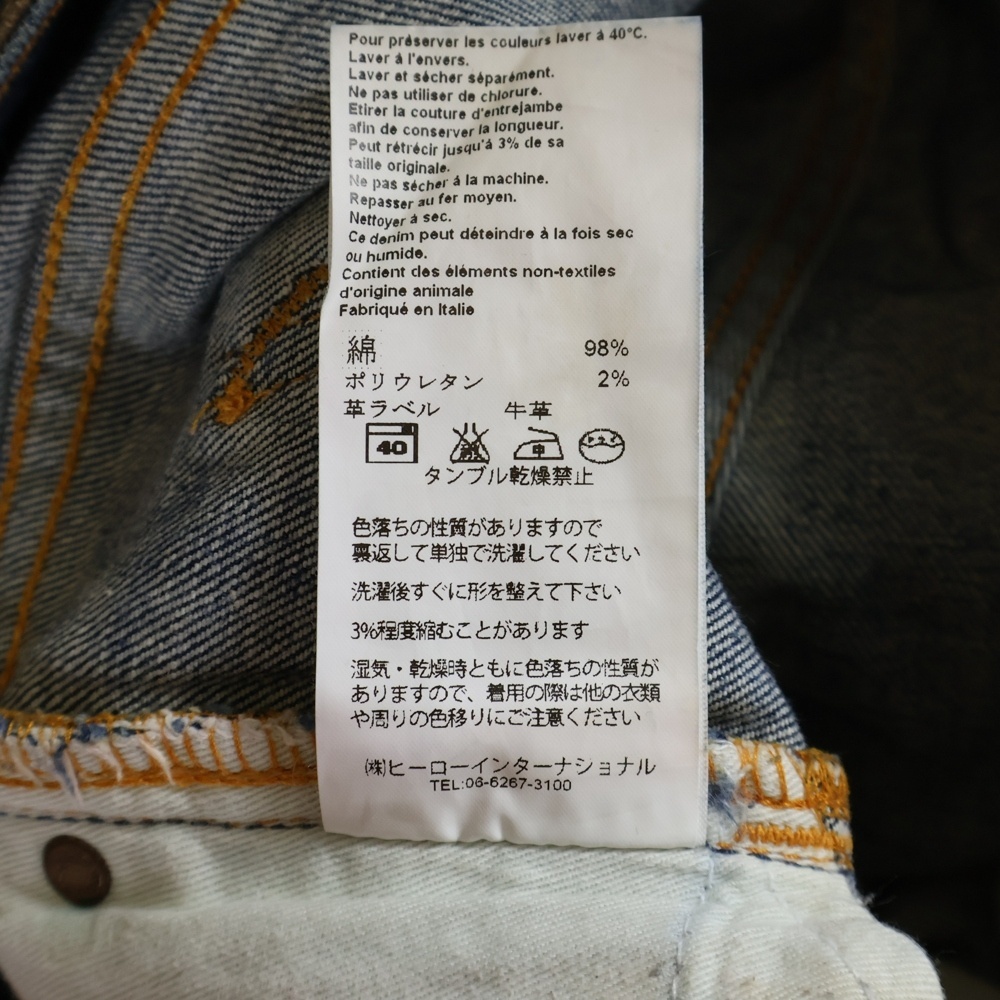 Pour préserver les couleurs laver à 40°C.
Laver à l'envers.
Laver et sécher séparément.
Ne pas utiliser de chlorure.
Etirer la couture d'entrejambe
afin de conserver la longueur.
Peut rétrécir jusqu'à 3% de sa
taille originale.
Ne pas sécher à la machine.
Repasser au fer moyen.
Nettoyer à sec.
Ce denim peut déteindre à la fois sec
ou humide.
Contient des éléments non-textiles
d'origine animale
Fabriqué en Italie
綿 98%
ポリウレタン 2%
革ラベル 牛革
40 中
タンブル乾燥禁止
色落ちの性質がありますので
裏返して単独で洗濯してください
洗濯後すぐに形を整えて下さい
3%程度縮むことがあります
湿気・乾燥時ともに色落ちの性質が
ありますので、着用の際は他の衣類
や周りの色移りにご注意ください
㈱ヒーローインターナショナル
TEL:06-6267-3100